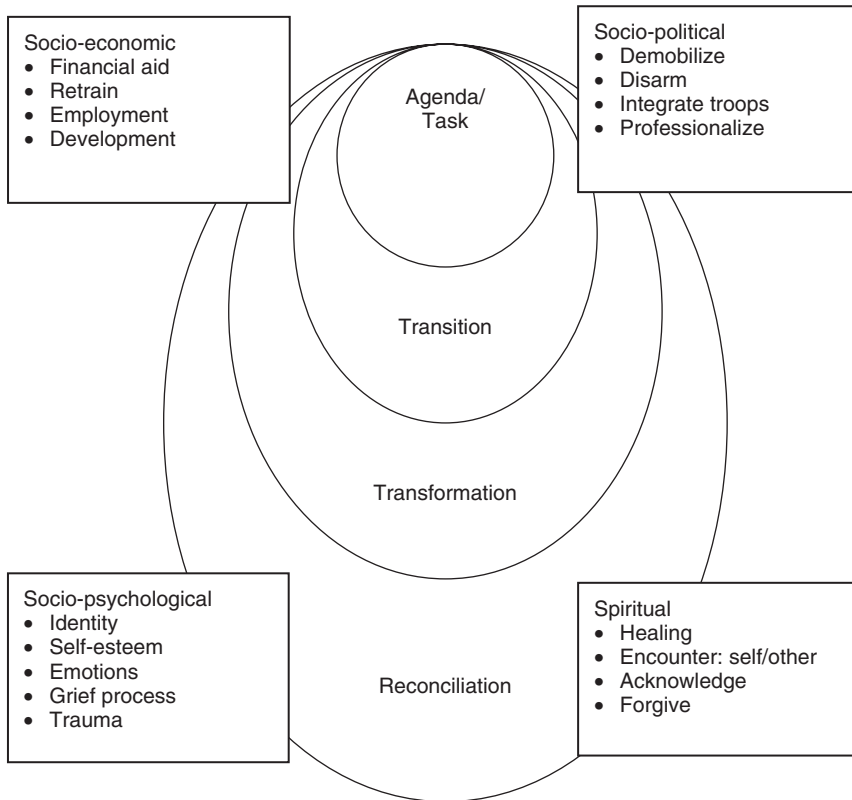 Socio-economic
• Financial aid
• Retrain
• Employment
• Development
Socio-political
• Demobilize
• Disarm
• Integrate troops
• Professionalize
Agenda/
Task
Transition
Transformation
Reconciliation
Socio-psychological
• Identity
• Self-esteem
• Emotions
• Grief process
• Trauma
Spiritual
• Healing
• Encounter: self/other
• Acknowledge
• Forgive